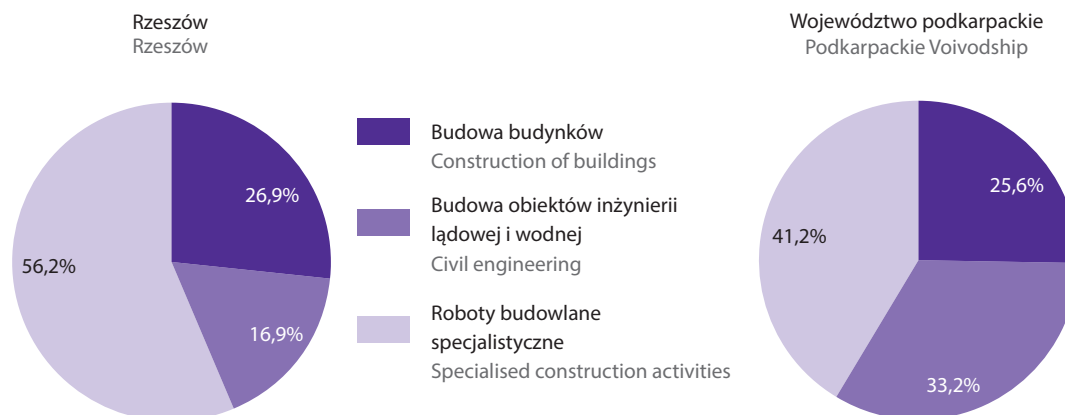 Rzeszów
Rzeszów
26,9%
56,2%
16,9%
Budowa budynków
Construction of buildings
Budowa obiektów inżynierii
lądowej i wodnej
Civil engineering
Roboty budowlane
specjalistyczne
Specialised construction activities
Województwo podkarpackie
Podkarpackie Voivodship
25,6%
41,2%
33,2%